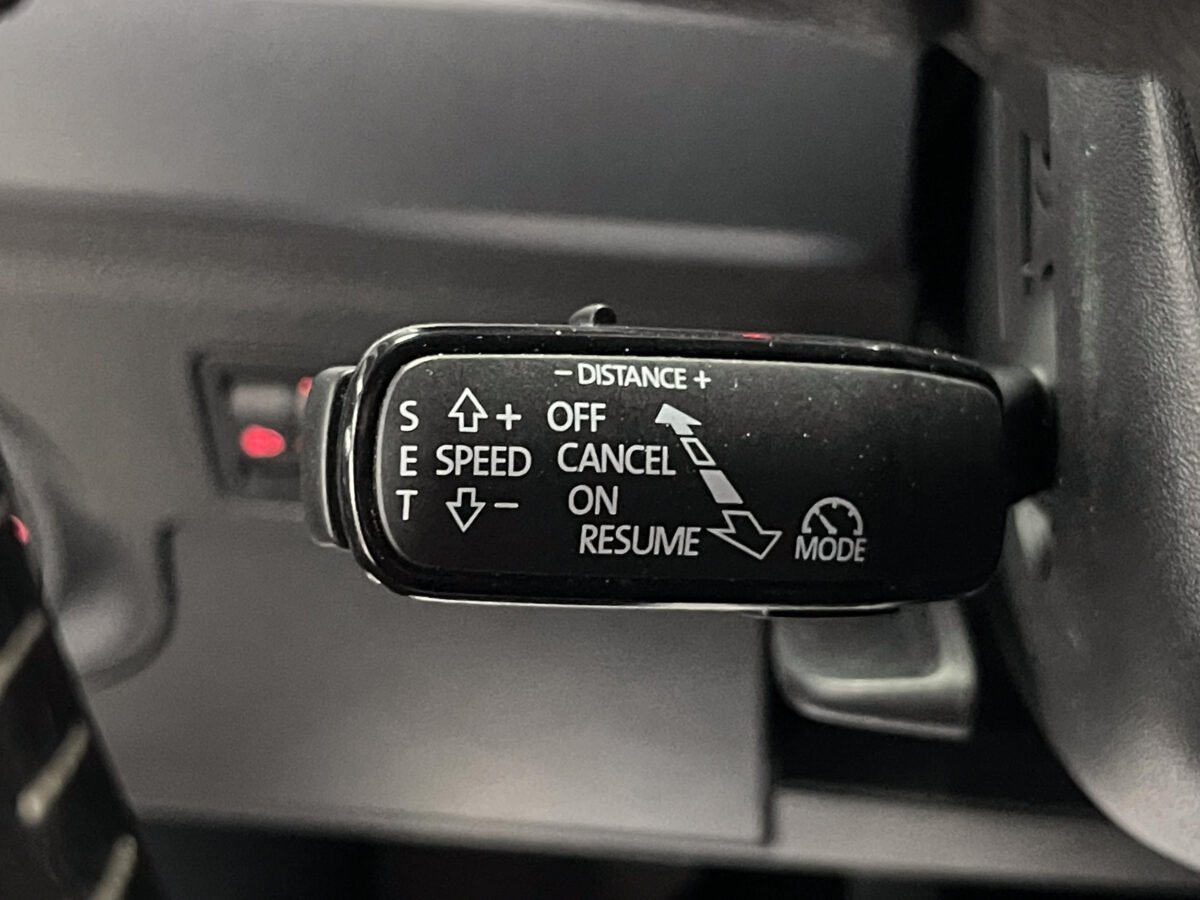 - DISTANCE +
S + OFF
E SPEED CANCEL
T - ON
RESUME MODE